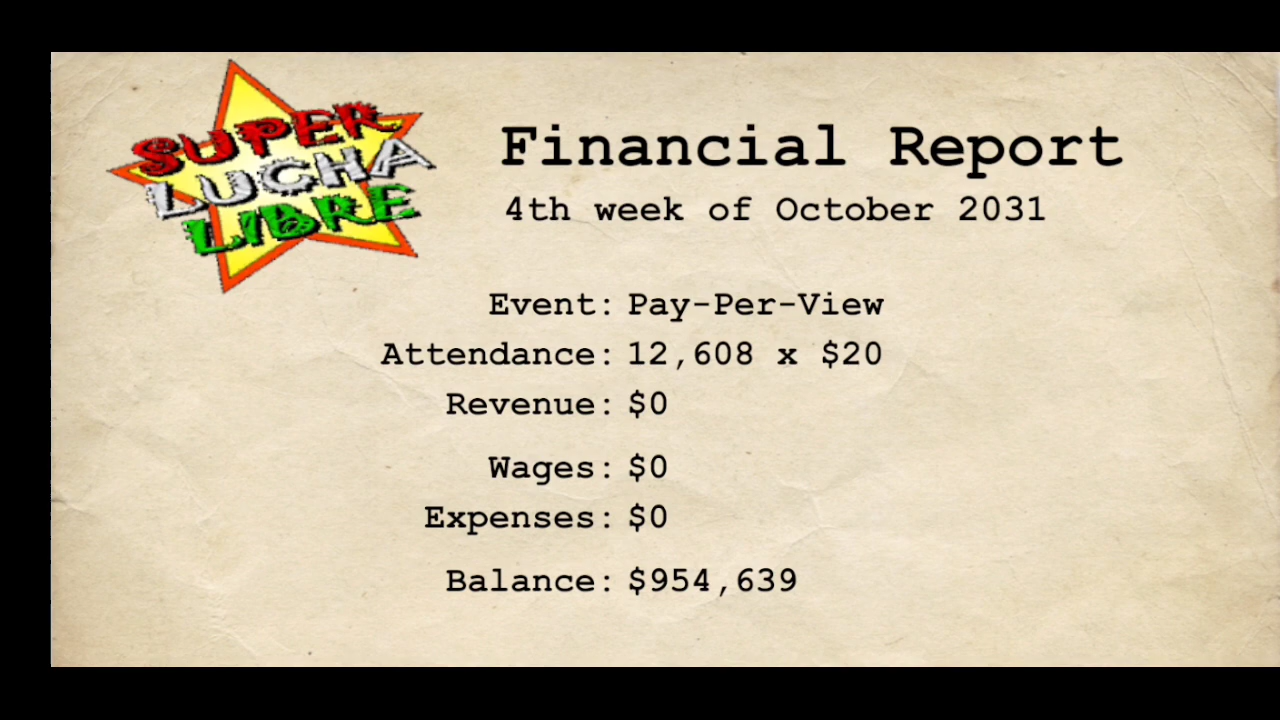 SUPER
LUCHA
LIBRE
Financial Report
4th week of October 2031
Event: Pay-Per-View
Attendance: 12,608 x $20
Revenue: $0
Wages: $0
Expenses: $0
Balance: $954,639